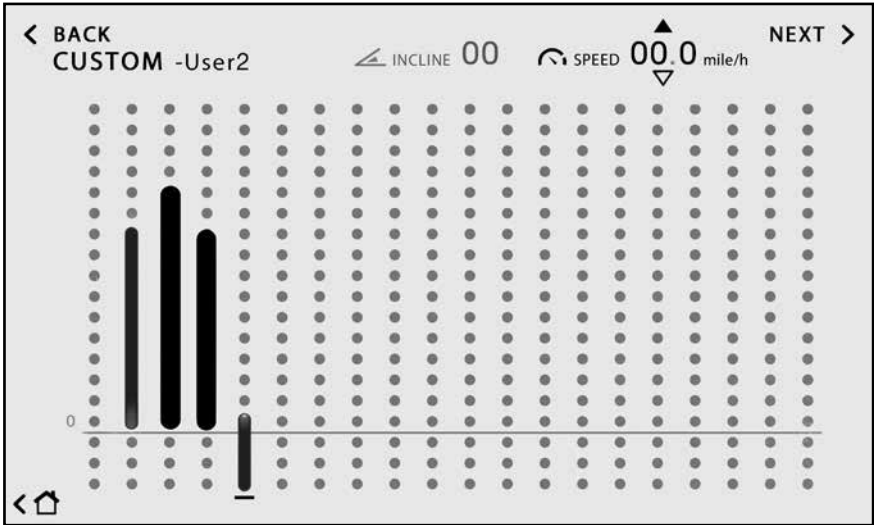 BACK
CUSTOM -User2
INCLINE 00
SPEED 00.0 mile/h
NEXT
0